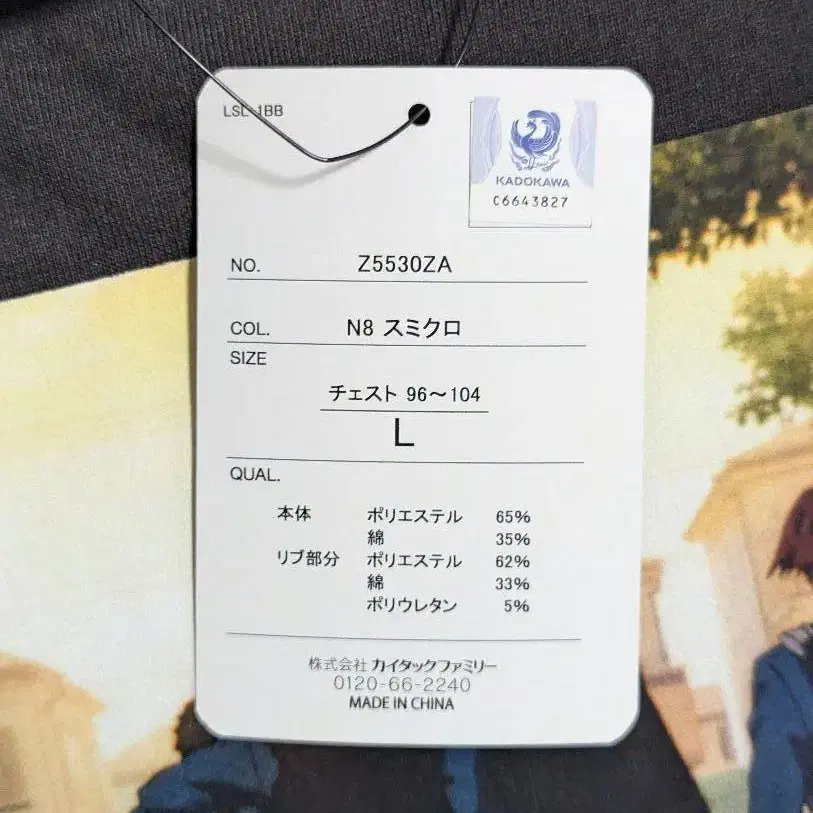 LSL-1BB
KADOKAWA
C6643827
NO. Z5530ZA
COL. N8 スミクロ
SIZE
チェスト 96～104
L
QUAL.
本体 ポリエステル 65%
綿 35%
リブ部分 ポリエステル 62%
綿 33%
ポリウレタン 5%
株式会社 カイタックファミリー
0120-66-2240
MADE IN CHINA